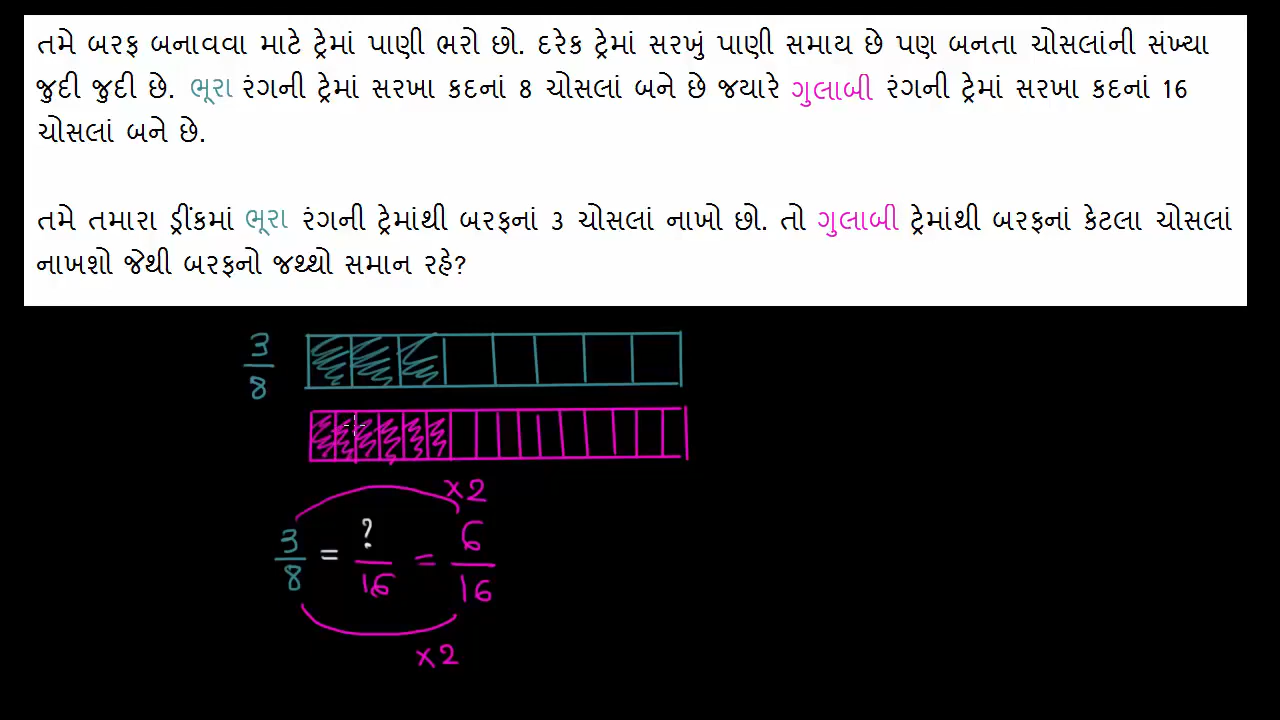 તમે બરફ બનાવવા માટે ટ્રેમાં પાણી ભરો છો. દરેક ટ્રેમાં સરખું પાણી સમાય છે પણ બનતા ચોસલાંની સંખ્યા
જુદી જુદી છે. ભૂરા રંગની ટ્રેમાં સરખા કદનાં 8 ચોસલાં બને છે જ્યારે ગુલાબી રંગની ટ્રેમાં સરખા કદનાં 16
ચોસલાં બને છે.
તમે તમારા ડ્રીંકમાં ભૂરા રંગની ટ્રેમાંથી બરફનાં 3 ચોસલાં નાખો છો. તો ગુલાબી ટ્રેમાંથી બરફનાં કેટલા ચોસલાં
નાખશો જેથી બરફનો જથ્થો સમાન રહે?
3/8
×2
3/8 = ?/16 = 6/16
×2